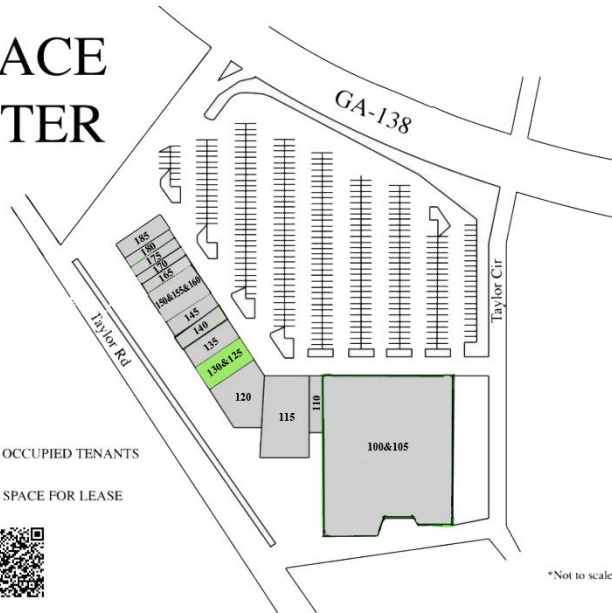 ACE
TER
GA-138
Taylor Cir
Taylor Rd
185
180
175
170
165
150&155&160
145
140
135
130&125
120
115
110
100&105
OCCUPIED TENANTS
SPACE FOR LEASE
*Not to scale